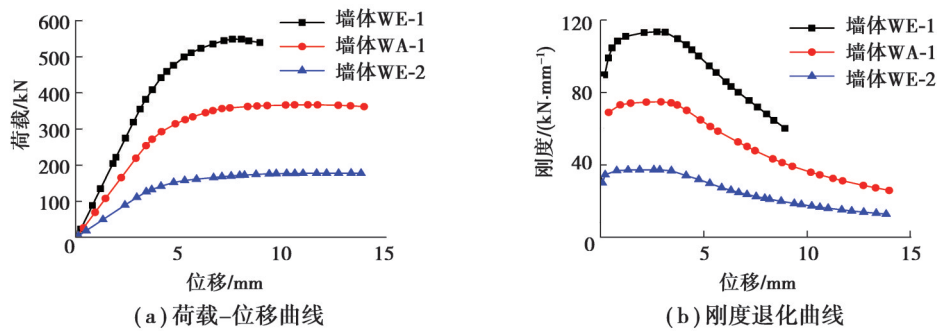 600
500
400
300
200
100
0
5
10
15
荷载/kN
位移/mm
墙体WE-1
墙体WA-1
墙体WE-2
(a)荷载-位移曲线
120
80
40
0
5
10
15
刚度/(kN·mm⁻¹)
位移/mm
墙体WE-1
墙体WA-1
墙体WE-2
(b)刚度退化曲线